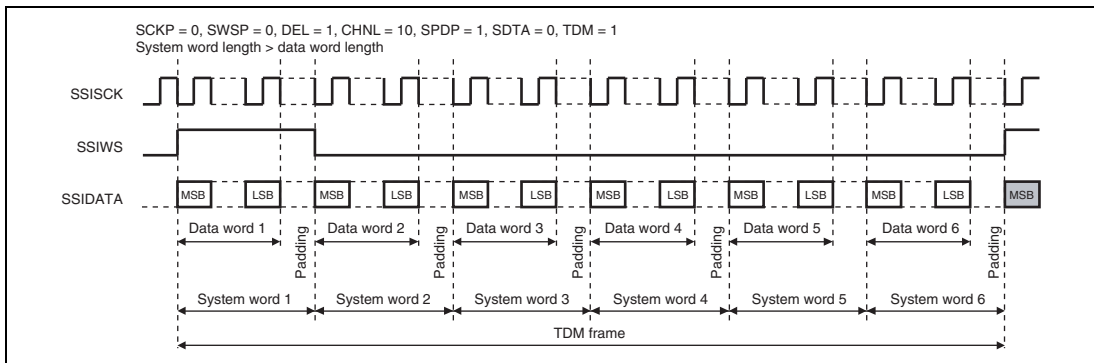 SCKP = 0, SWSP = 0, DEL = 1, CHNL = 10, SPDP = 1, SDTA = 0, TDM = 1
System word length > data word length
SSISCK
SSIWS
SSIDATA
MSB LSB MSB LSB MSB LSB MSB LSB MSB LSB MSB LSB MSB
Data word 1 Data word 2 Data word 3 Data word 4 Data word 5 Data word 6
Padding Padding Padding Padding Padding Padding
System word 1 System word 2 System word 3 System word 4 System word 5 System word 6
TDM frame